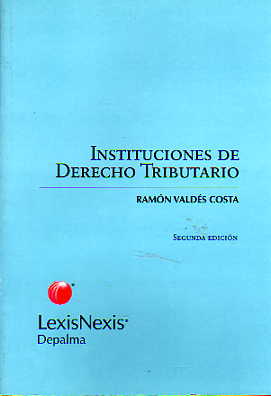 INSTITUCIONES DE
DERECHO TRIBUTARIO
RAMÓN VALDÉS COSTA
SEGUNDA EDICIÓN
LexisNexis®
Depalma